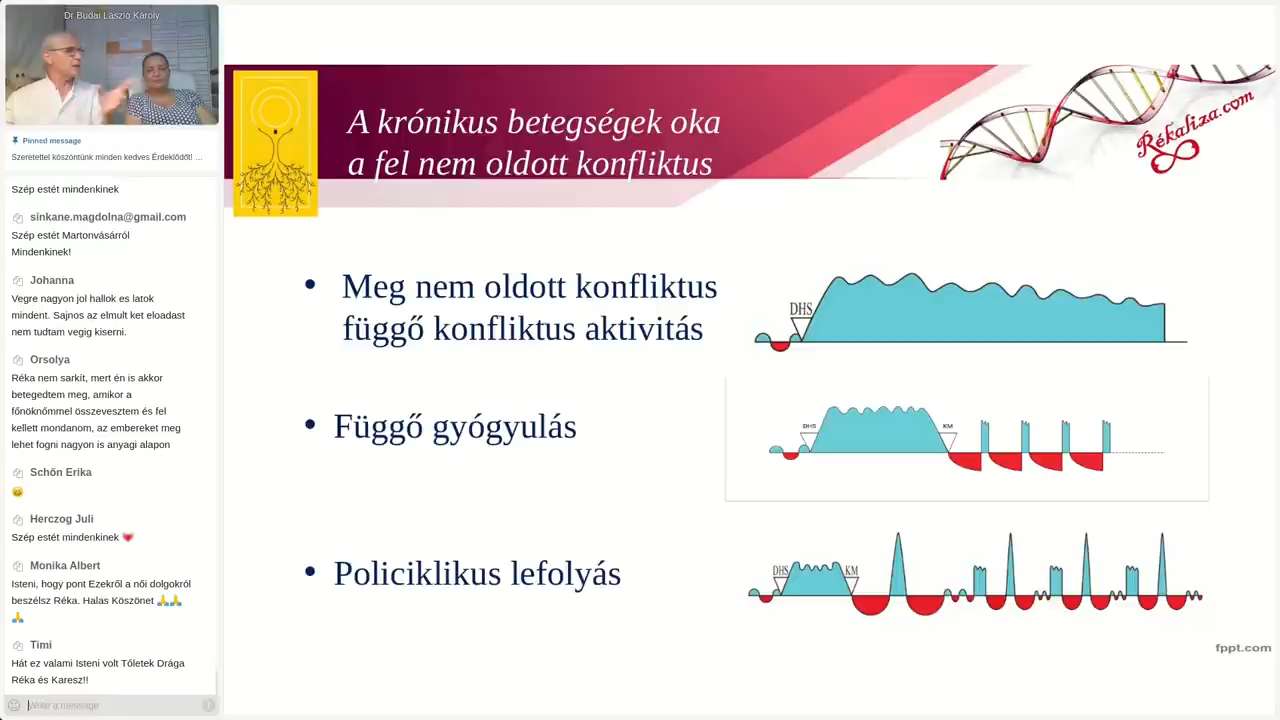 Dr Budai László Károly
Pinned message
Szeretettel köszöntünk minden kedves Érdeklődőt! ...
Szép estét mindenkinek
sinkane.magdolna@gmail.com
Szép estét Martonvásárról
Mindenkinek!
Johanna
Vegre nagyon jol hallok es latok
mindent. Sajnos az elmult ket eloadast
nem tudtam vegig kiserni.
Orsolya
Réka nem sarkít, mert én is akkor
betegedtem meg, amikor a
főnöknőmmel összevesztem és fel
kellett mondanom, az embereket meg
lehet fogni nagyon is anyagi alapon
Schön Erika
Herczog Juli
Szép estét mindenkinek
Monika Albert
Isteni, hogy pont Ezekről a női dolgokról
beszélsz Réka. Halas Köszönet
Timi
Hát ez valami Isteni volt Tőletek Drága
Réka és Karesz!!
Write a message
A krónikus betegségek oka
a fel nem oldott konfliktus
Rékaliza.com
• Meg nem oldott konfliktus
függő konfliktus aktivitás
DHS
• Függő gyógyulás
DHS KM
• Policiklikus lefolyás
DHS KM
fppt.com